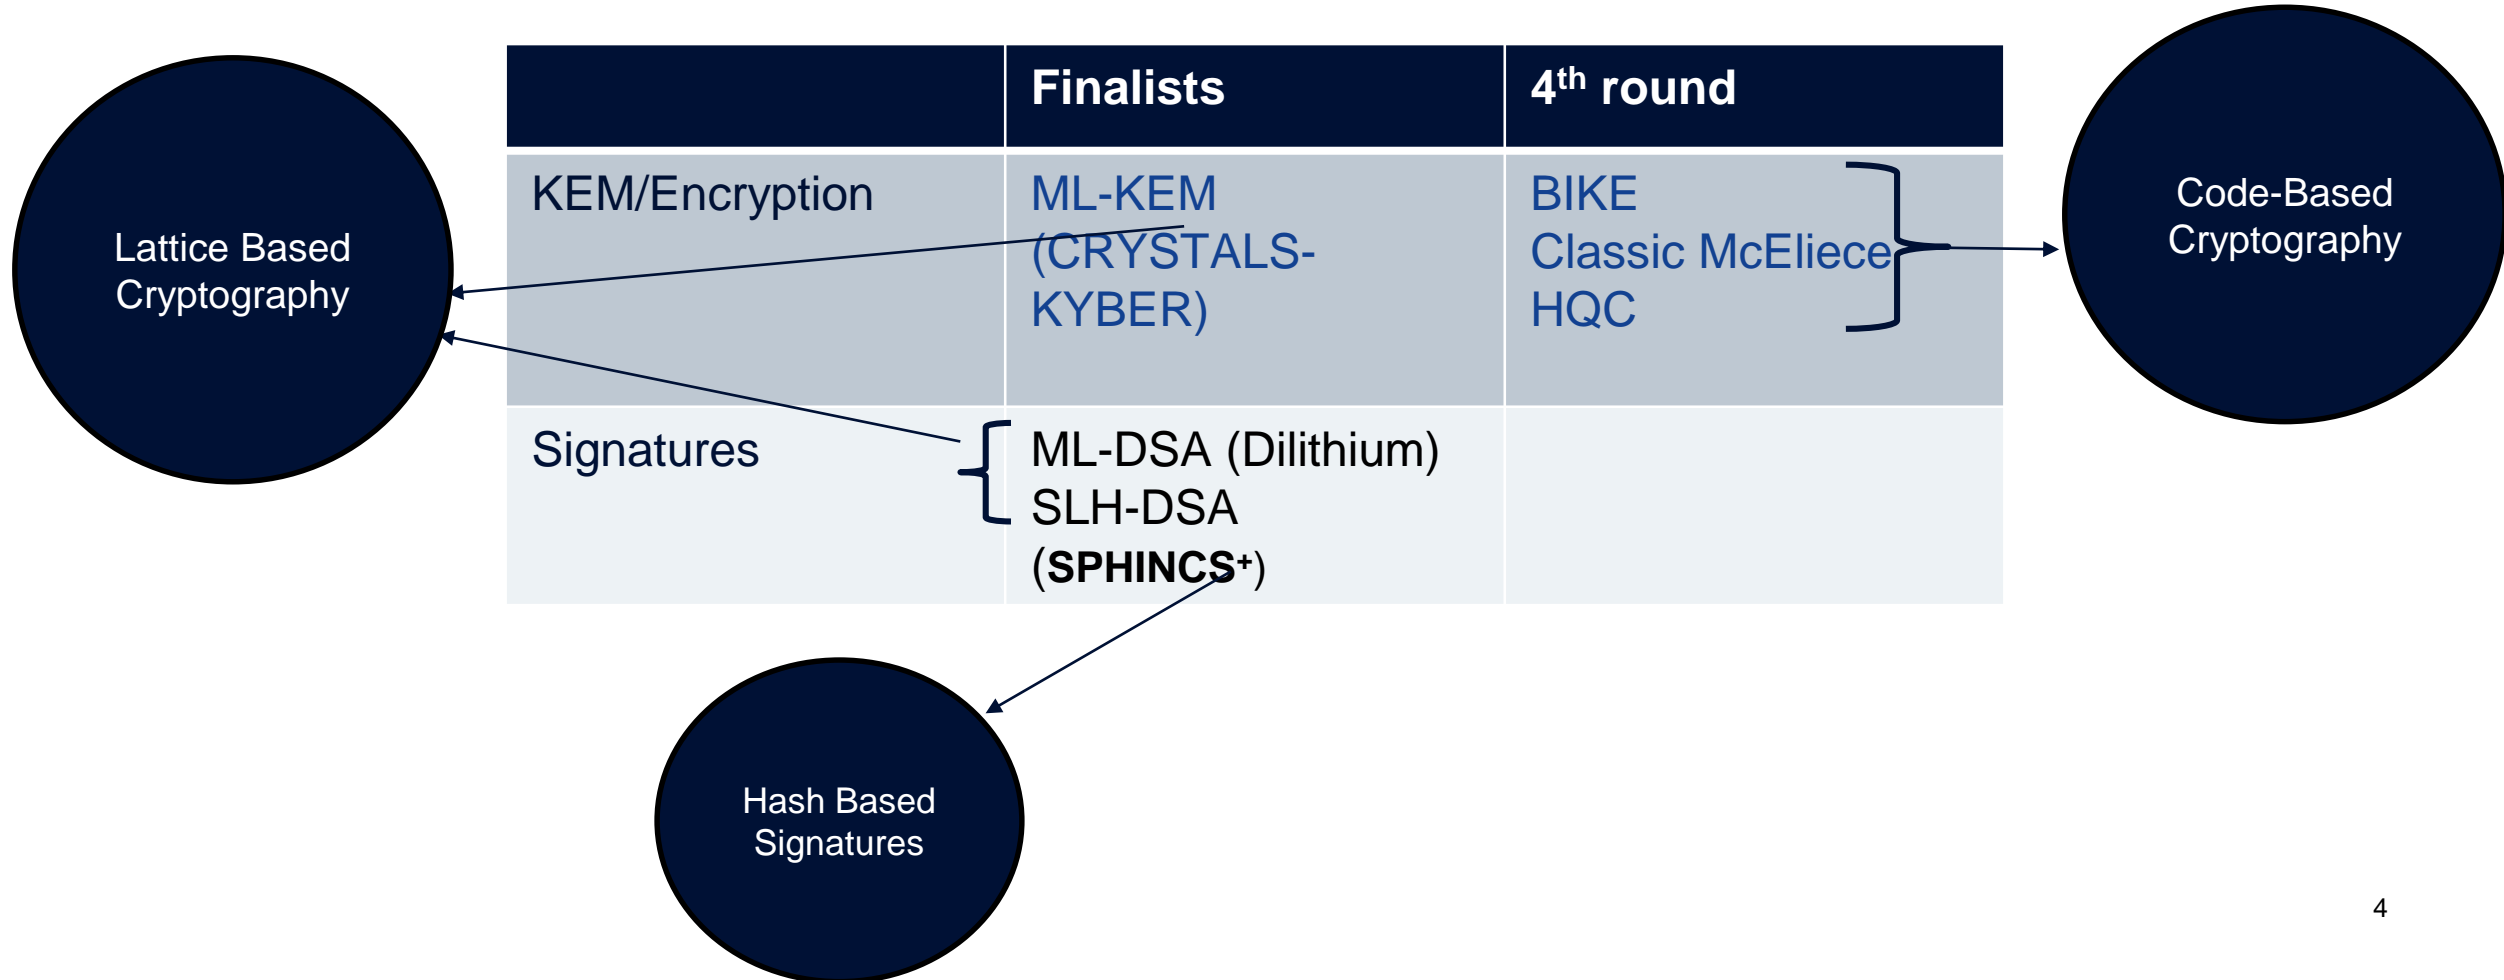 Finalists
4th round
Lattice Based
Cryptography
KEM/Encryption
ML-KEM
(CRYSTALS-
KYBER)
BIKE
Classic McEliece
HQC
Code-Based
Cryptography
Signatures
ML-DSA (Dilithium)
SLH-DSA
(SPHINCS+)
Hash Based
Signatures
4